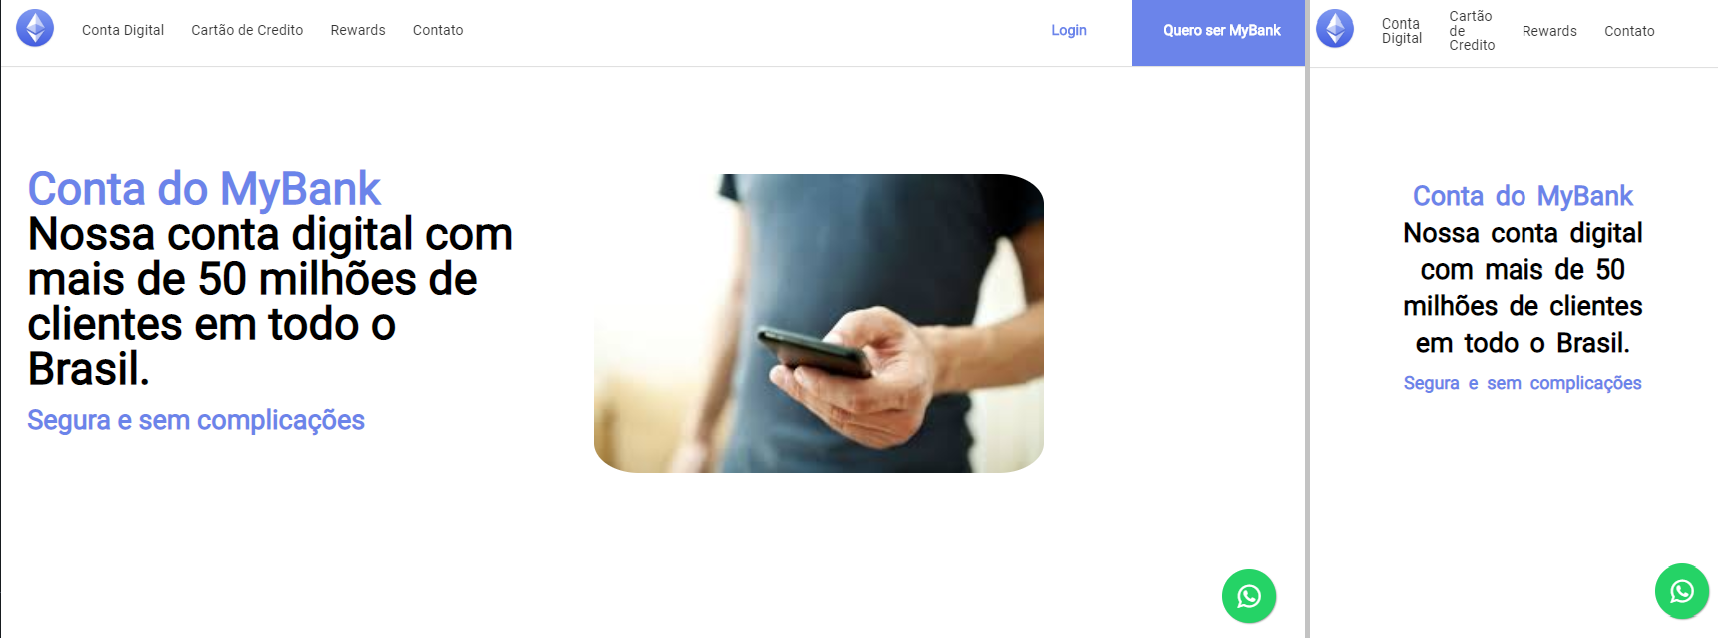 Conta Digital
Cartão de Credito
Rewards
Contato
Login
Quero ser MyBank
Conta do MyBank
Nossa conta digital com
mais de 50 milhões de
clientes em todo o
Brasil.
Segura e sem complicações
Conta
Digital
Cartão
de
Credito
Rewards
Contato
Conta do MyBank
Nossa conta digital
com mais de 50
milhões de clientes
em todo o Brasil.
Segura e sem complicações